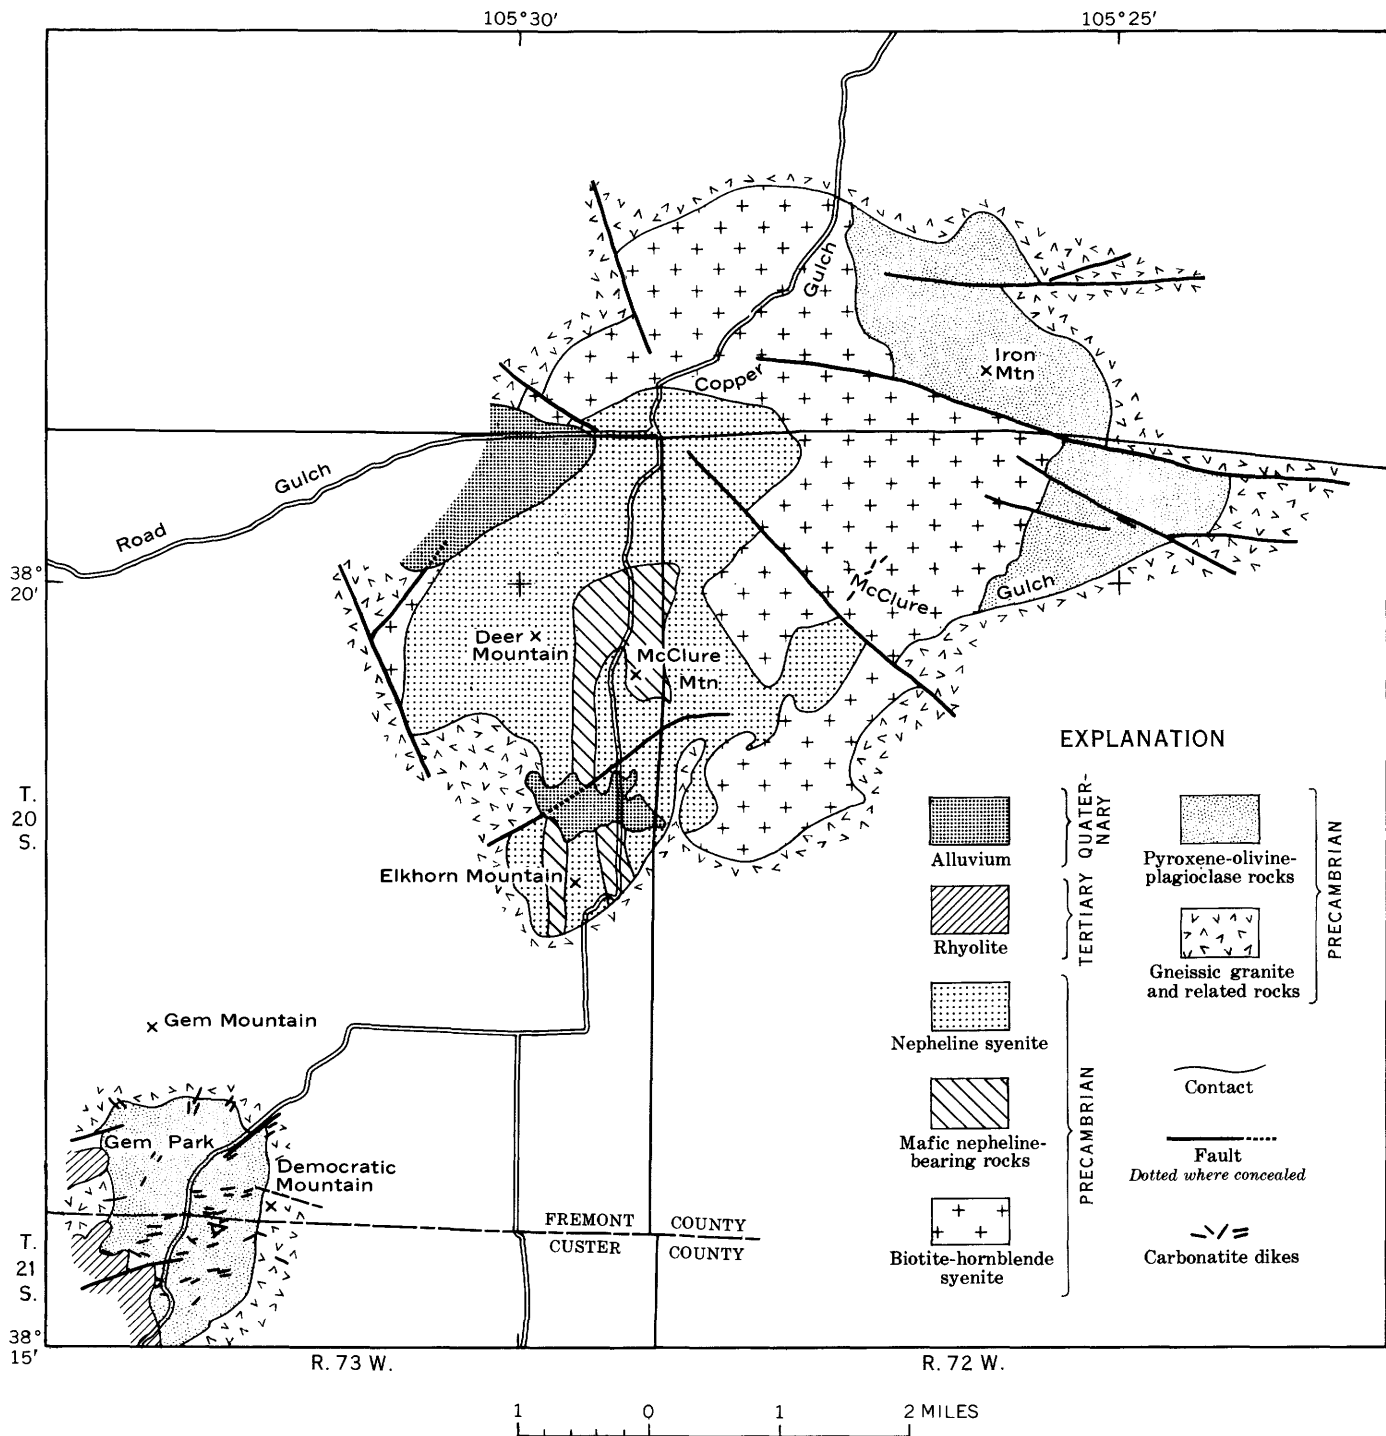 105°30′
105°25′
Gulch
Iron
Mtn
Copper
Gulch
Road
38°
20′
McClure
Gulch
Deer
Mountain
McClure
Mtn
EXPLANATION
T.
20
S.
Elkhorn Mountain
Alluvium
QUATER-
NARY
Rhyolite
TERTIARY
Nepheline syenite
Mafic nepheline-
bearing rocks
Biotite-hornblende
syenite
PRECAMBRIAN
Pyroxene-olivine-
plagioclase rocks
Gneissic granite
and related rocks
PRECAMBRIAN
Contact
Fault
Dotted where concealed
Carbonatite dikes
Gem Mountain
Gem Park
Democratic
Mountain
FREMONT COUNTY
CUSTER COUNTY
T.
21
S.
38°
15′
R. 73 W.
R. 72 W.
1 0 1 2 MILES